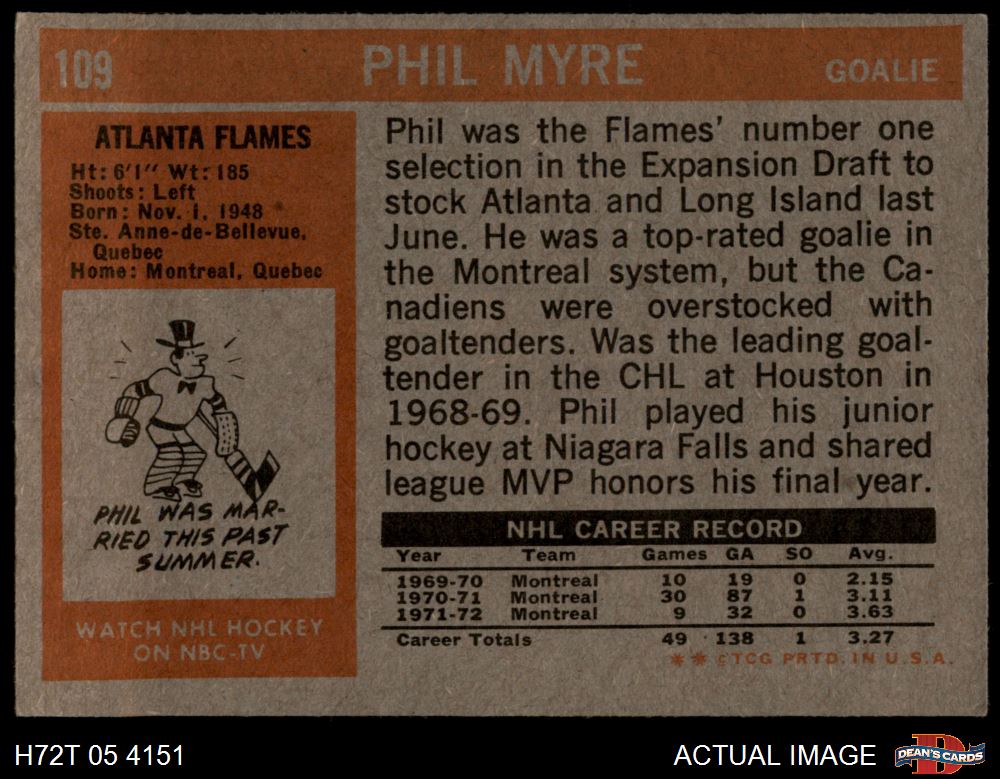 109 PHIL MYRE GOALIE
ATLANTA FLAMES
Ht: 6'1" Wt: 185
Shoots: Left
Born: Nov. 1, 1948
Ste. Anne-de-Bellevue,
Quebec
Home: Montreal, Quebec
PHIL WAS MAR-
RIED THIS PAST
SUMMER.
WATCH NHL HOCKEY
ON NBC-TV
Phil was the Flames' number one
selection in the Expansion Draft to
stock Atlanta and Long Island last
June. He was a top-rated goalie in
the Montreal system, but the Ca-
nadiens were overstocked with
goaltenders. Was the leading goal-
tender in the CHL at Houston in
1968-69. Phil played his junior
hockey at Niagara Falls and shared
league MVP honors his final year.
NHL CAREER RECORD
Year Team Games GA SO Avg.
1969-70 Montreal 10 19 0 2.15
1970-71 Montreal 30 87 1 3.11
1971-72 Montreal 9 32 0 3.63
Career Totals 49 138 1 3.27
** ©TCG PRTD. IN U.S.A.
H72T 05 4151 ACTUAL IMAGE DEAN'S CARDS